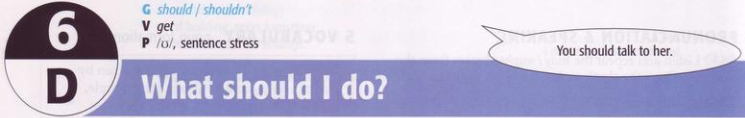 6
D
G should / shouldn't
V get
P /ʊ/, sentence stress
What should I do?
You should talk to her.